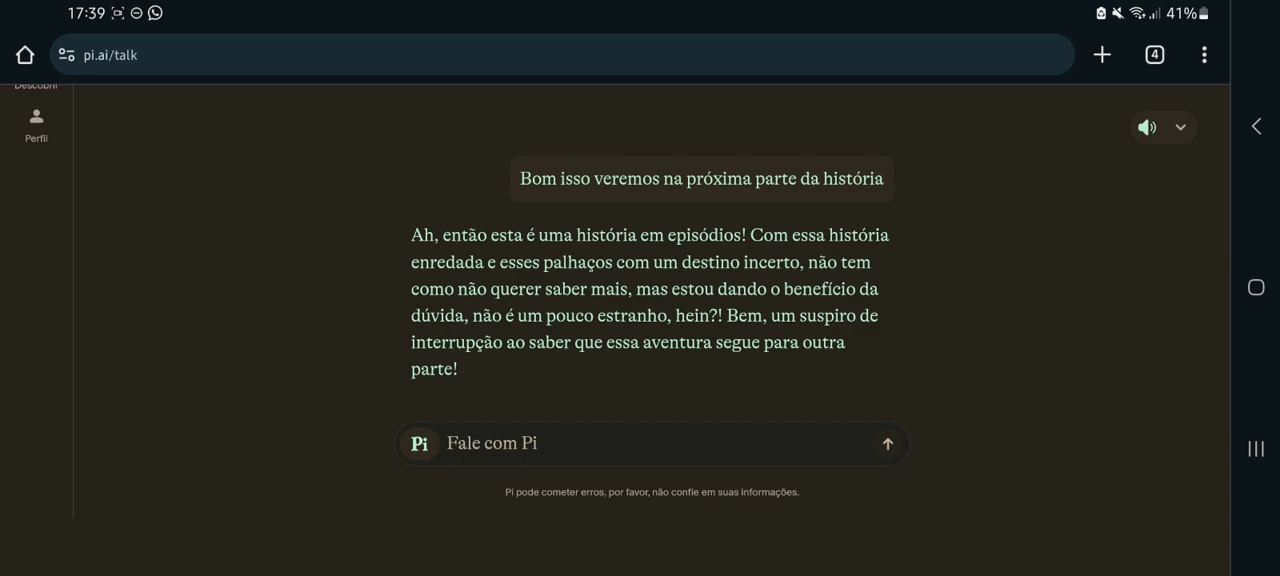 17:39
41%
pi.ai/talk
4
Descobrir
Perfil
Bom isso veremos na próxima parte da história
Ah, então esta é uma história em episódios! Com essa história
enredada e esses palhaços com um destino incerto, não tem
como não querer saber mais, mas estou dando o benefício da
dúvida, não é um pouco estranho, hein?! Bem, um suspiro de
interrupção ao saber que essa aventura segue para outra
parte!
Pi Fale com Pi
Pi pode cometer erros, por favor, não confie em suas informações.